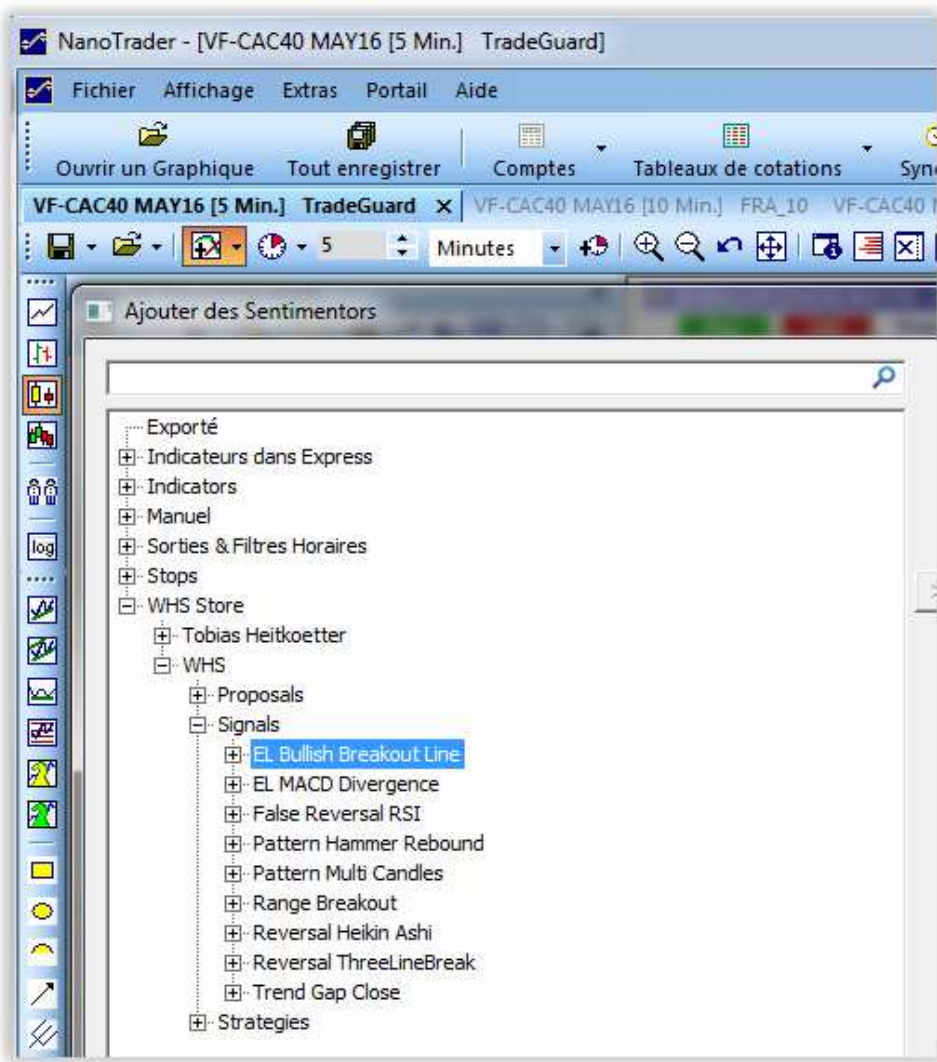 NanoTrader - [VF-CAC40 MAY16 [5 Min.] TradeGuard]
Fichier Affichage Extras Portail Aide
Ouvrir un Graphique Tout enregistrer Comptes Tableaux de cotations
VF-CAC40 MAY16 [5 Min.] TradeGuard VF-CAC40 MAY16 [10 Min.] FRA_10 VF-CAC40
5 Minutes
Ajouter des Sentimentors
log
Exporté
Indicateurs dans Express
Indicators
Manuel
Sorties & Filtres Horaires
Stops
WHS Store
Tobias Heitkoetter
WHS
Proposals
Signals
EL Bullish Breakout Line
EL MACD Divergence
False Reversal RSI
Pattern Hammer Rebound
Pattern Multi Candles
Range Breakout
Reversal Heikin Ashi
Reversal ThreeLineBreak
Trend Gap Close
Strategies